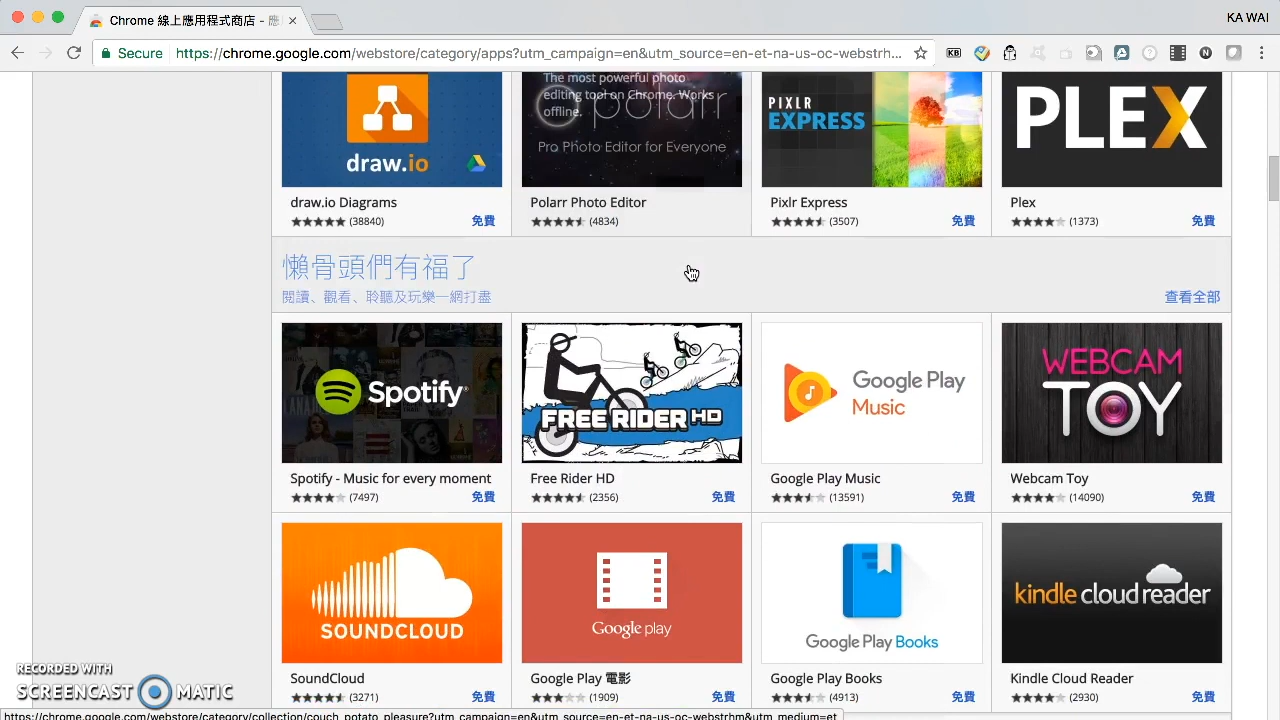 Chrome 線上應用程式商店 - 應
KA WAI
Secure
https://chrome.google.com/webstore/category/apps?utm_campaign=en&utm_source=en-et-na-us-oc-webstrh...
KB
N
draw.io
The most powerful photo
editing tool on Chrome. Works
offline.
polarr
Pro Photo Editor for Everyone
PIXLR
EXPRESS
PLEX
draw.io Diagrams
(38840)
免費
Polarr Photo Editor
(4834)
Pixlr Express
(3507)
免費
Plex
(1373)
免費
懶骨頭們有福了
閱讀、觀看、聆聽及玩樂一網打盡
查看全部
Spotify
FREE RIDER HD
Google Play
Music
WEBCAM
TOY
Spotify - Music for every moment
(7497)
免費
Free Rider HD
(2356)
免費
Google Play Music
(13591)
免費
Webcam Toy
(14090)
免費
SOUNDCLOUD
Google play
Google Play Books
kindle cloud reader
SoundCloud
(3271)
免費
Google Play 電影
(1909)
免費
Google Play Books
(4913)
免費
Kindle Cloud Reader
(2930)
免費
RECORDED WITH
SCREENCAST MATIC
https://chrome.google.com/webstore/category/collection/couch_potato_pleasure?utm_campaign=en&utm_source=en-et-na-us-oc-webstrhm&utm_medium=et